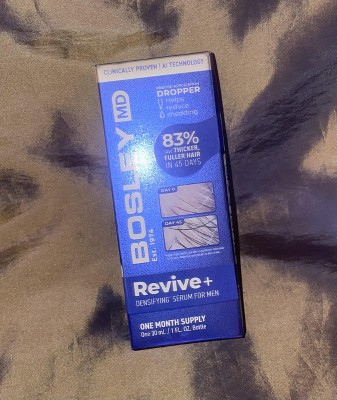 CLINICALLY PROVEN / AI TECHNOLOGY
DROPPER
Helps
reduce
shedding
83%
THICKER,
FULLER HAIR
IN 45 DAYS
DAY 0
DAY 45
BOSLEY MD
Est. 1974
Revive+
DENSIFYING SERUM FOR MEN
ONE MONTH SUPPLY
One 30 mL / 1 FL. OZ. Bottle